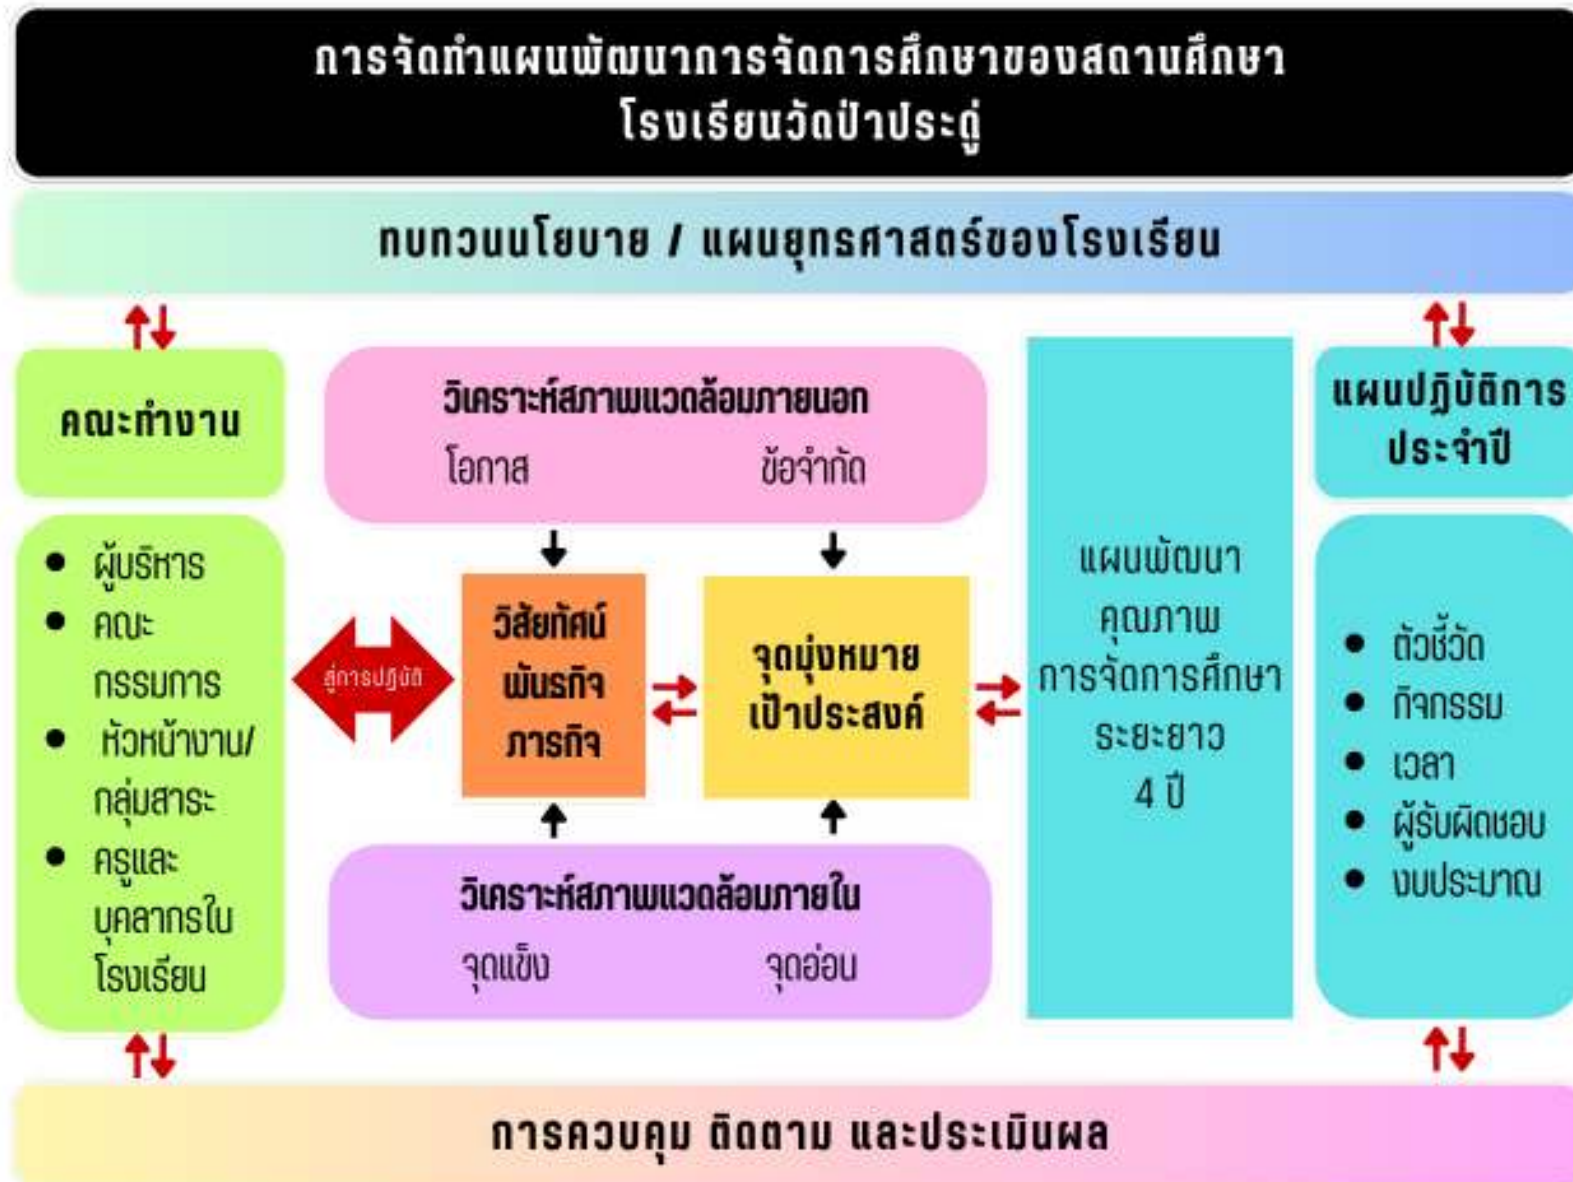 การจัดทำแผนพัฒนาการจัดการศึกษาของสถานศึกษา
โรงเรียนวัดป่าประดู่
ทบทวนนโยบาย / แผนยุทธศาสตร์ของโรงเรียน
คณะทำงาน
• ผู้บริหาร
• คณะ
กรรมการ
• หัวหน้างาน/
กลุ่มสาระ
• ครูและ
บุคลากรใน
โรงเรียน
สู่การปฏิบัติ
วิเคราะห์สภาพแวดล้อมภายนอก
โอกาส ข้อจำกัด
วิสัยทัศน์
พันธกิจ
ภารกิจ
จุดมุ่งหมาย
เป้าประสงค์
วิเคราะห์สภาพแวดล้อมภายใน
จุดแข็ง จุดอ่อน
แผนพัฒนา
คุณภาพ
การจัดการศึกษา
ระยะยาว
4 ปี
แผนปฏิบัติการ
ประจำปี
• ตัวชี้วัด
• กิจกรรม
• เวลา
• ผู้รับผิดชอบ
• งบประมาณ
การควบคุม ติดตาม และประเมินผล